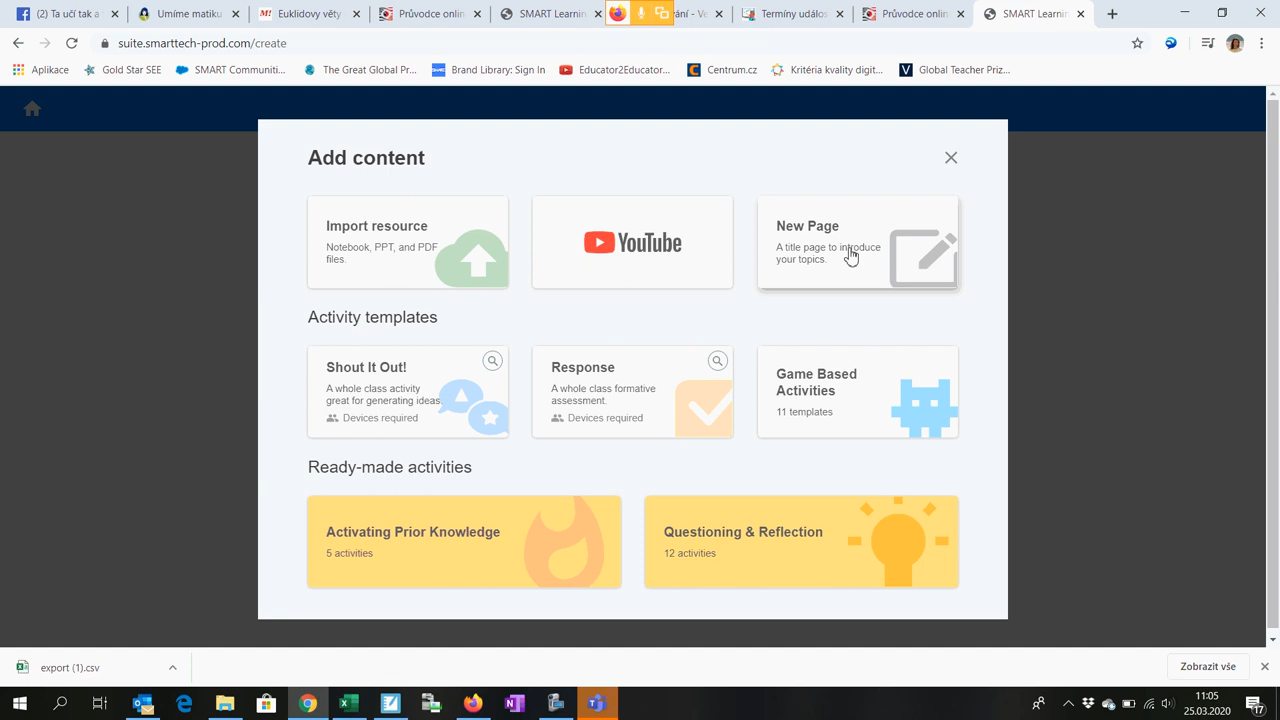 (2) Ta učí tak a
Umíme matiku
Euklidovy vět
Průvodce onlin
SMART Learnin
ání - Ve
Termíny událos
Průvodce onlin
SMART Learnin
suite.smarttech-prod.com/create
Aplikace
Gold Star SEE
SMART Communiti...
The Great Global Pr...
Brand Library: Sign In
Educator2Educator...
Centrum.cz
Kritéria kvality digit...
Global Teacher Priz...
Add content
Import resource
Notebook, PPT, and PDF
files.
YouTube
New Page
A title page to introduce
your topics.
Activity templates
Shout It Out!
A whole class activity
great for generating ideas.
Devices required
Response
A whole class formative
assessment.
Devices required
Game Based
Activities
11 templates
Ready-made activities
Activating Prior Knowledge
5 activities
Questioning & Reflection
12 activities
export (1).csv
Zobrazit vše
11:05
25.03.2020
17